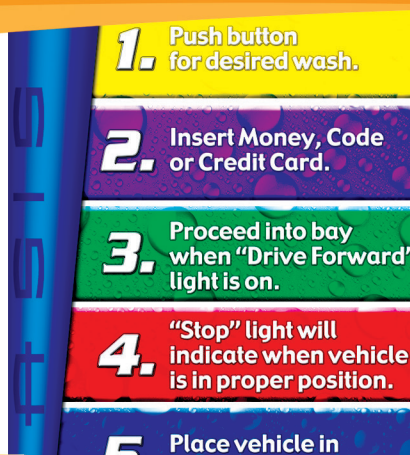 1. Push button
for desired wash.
2. Insert Money, Code
or Credit Card.
3. Proceed into bay
when "Drive Forward"
light is on.
4. "Stop" light will
indicate when vehicle
is in proper position.
5. Place vehicle in